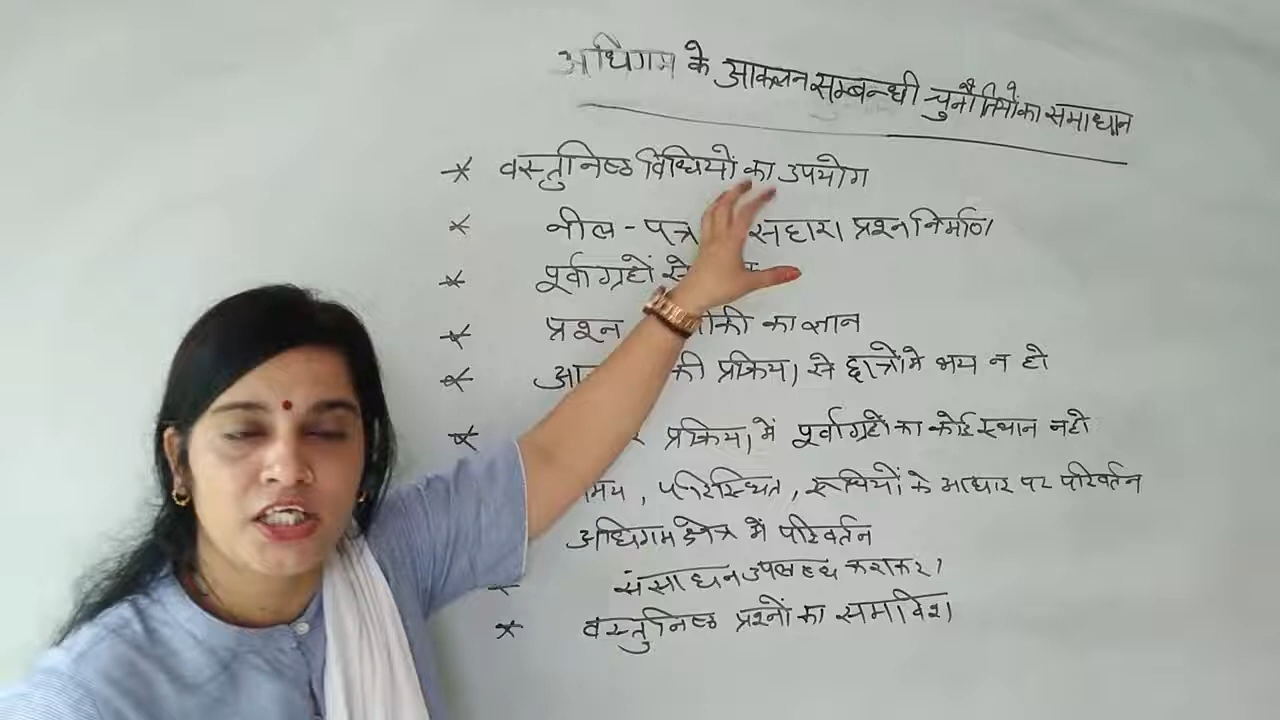 अधिगम के आकलन सम्बन्धी चुनौतियों का समाधान
* वस्तुनिष्ठ विधियों का उपयोग
* नील - पत्र सहारा प्रश्न निर्माण
* पूर्वाग्रहों से
* प्रश्न का ज्ञान
* की प्रक्रिया से छात्रों मे भय न हो
* प्रक्रिया में पूर्वाग्रहों का कोई स्थान न हो
परिस्थिति, रूचियों के आधार पर परिवर्तन
अधिगम क्षेत्र में परिवर्तन
संसाधन उपलब्ध कराकर।
* वस्तुनिष्ठ प्रश्नों का समावेश